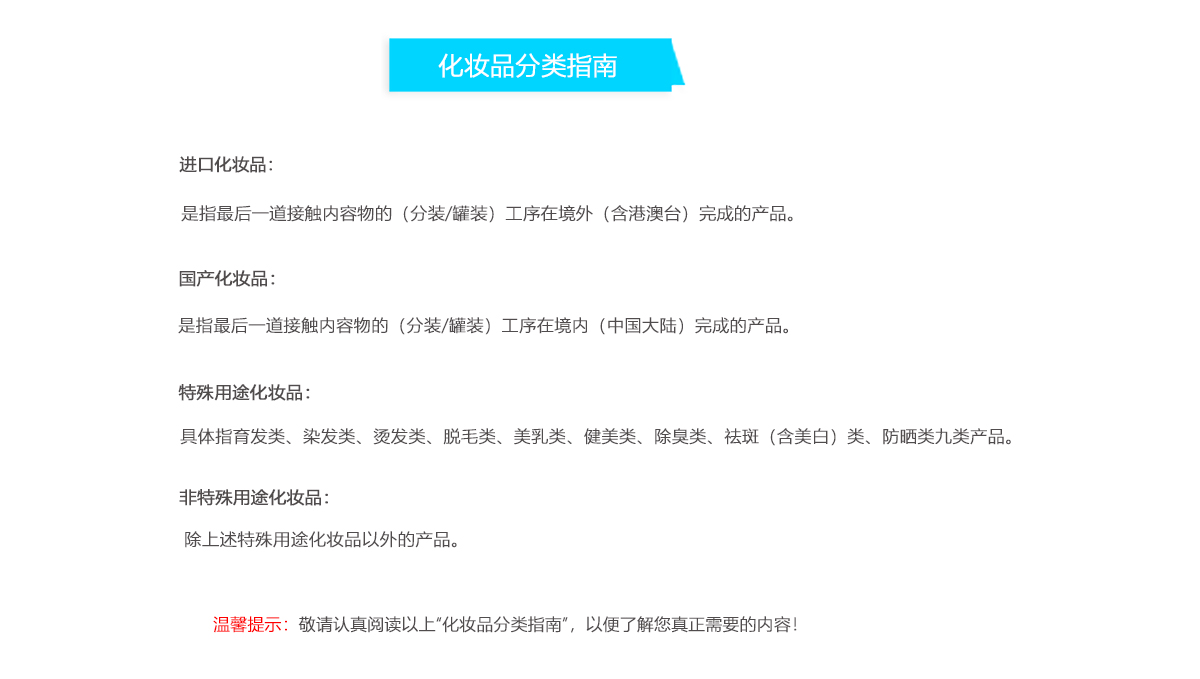 化妆品分类指南
进口化妆品：
是指最后一道接触内容物的（分装/罐装）工序在境外（含港澳台）完成的产品。
国产化妆品：
是指最后一道接触内容物的（分装/罐装）工序在境内（中国大陆）完成的产品。
特殊用途化妆品：
具体指育发类、染发类、烫发类、脱毛类、美乳类、健美类、除臭类、祛斑（含美白）类、防晒类九类产品。
非特殊用途化妆品：
除上述特殊用途化妆品以外的产品。
温馨提示：敬请认真阅读以上“化妆品分类指南”，以便了解您真正需要的内容！